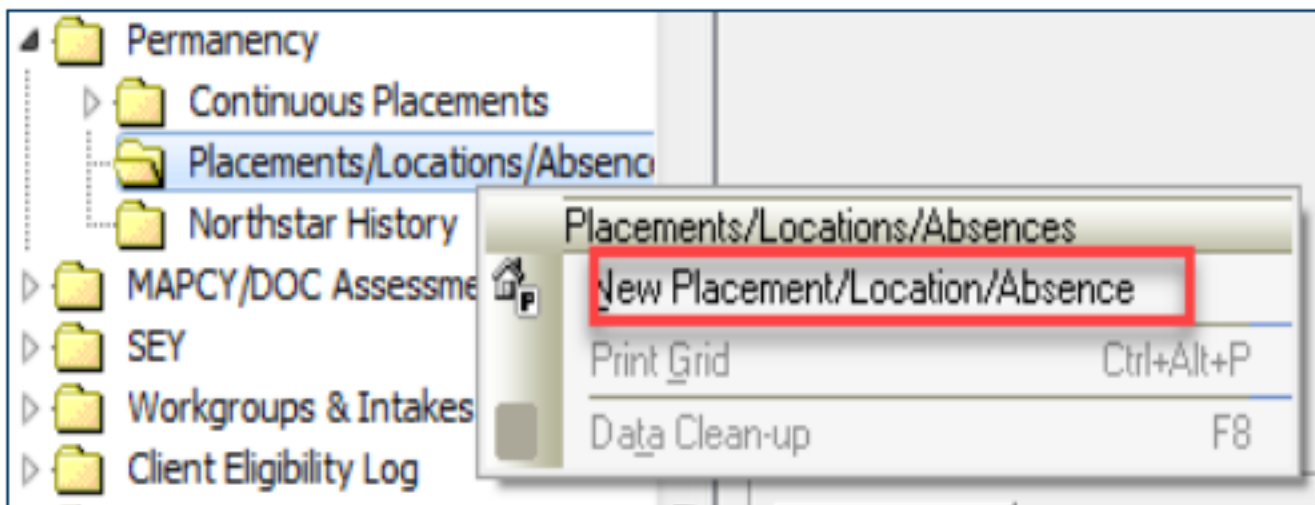 Permanency
Continuous Placements
Placements/Locations/Absenc
Northstar History
Placements/Locations/Absences
MAPCY/DOC Assessme
New Placement/Location/Absence
SEY
Print Grid Ctrl+Alt+P
Workgroups & Intakes
Data Clean-up F8
Client Eligibility Log